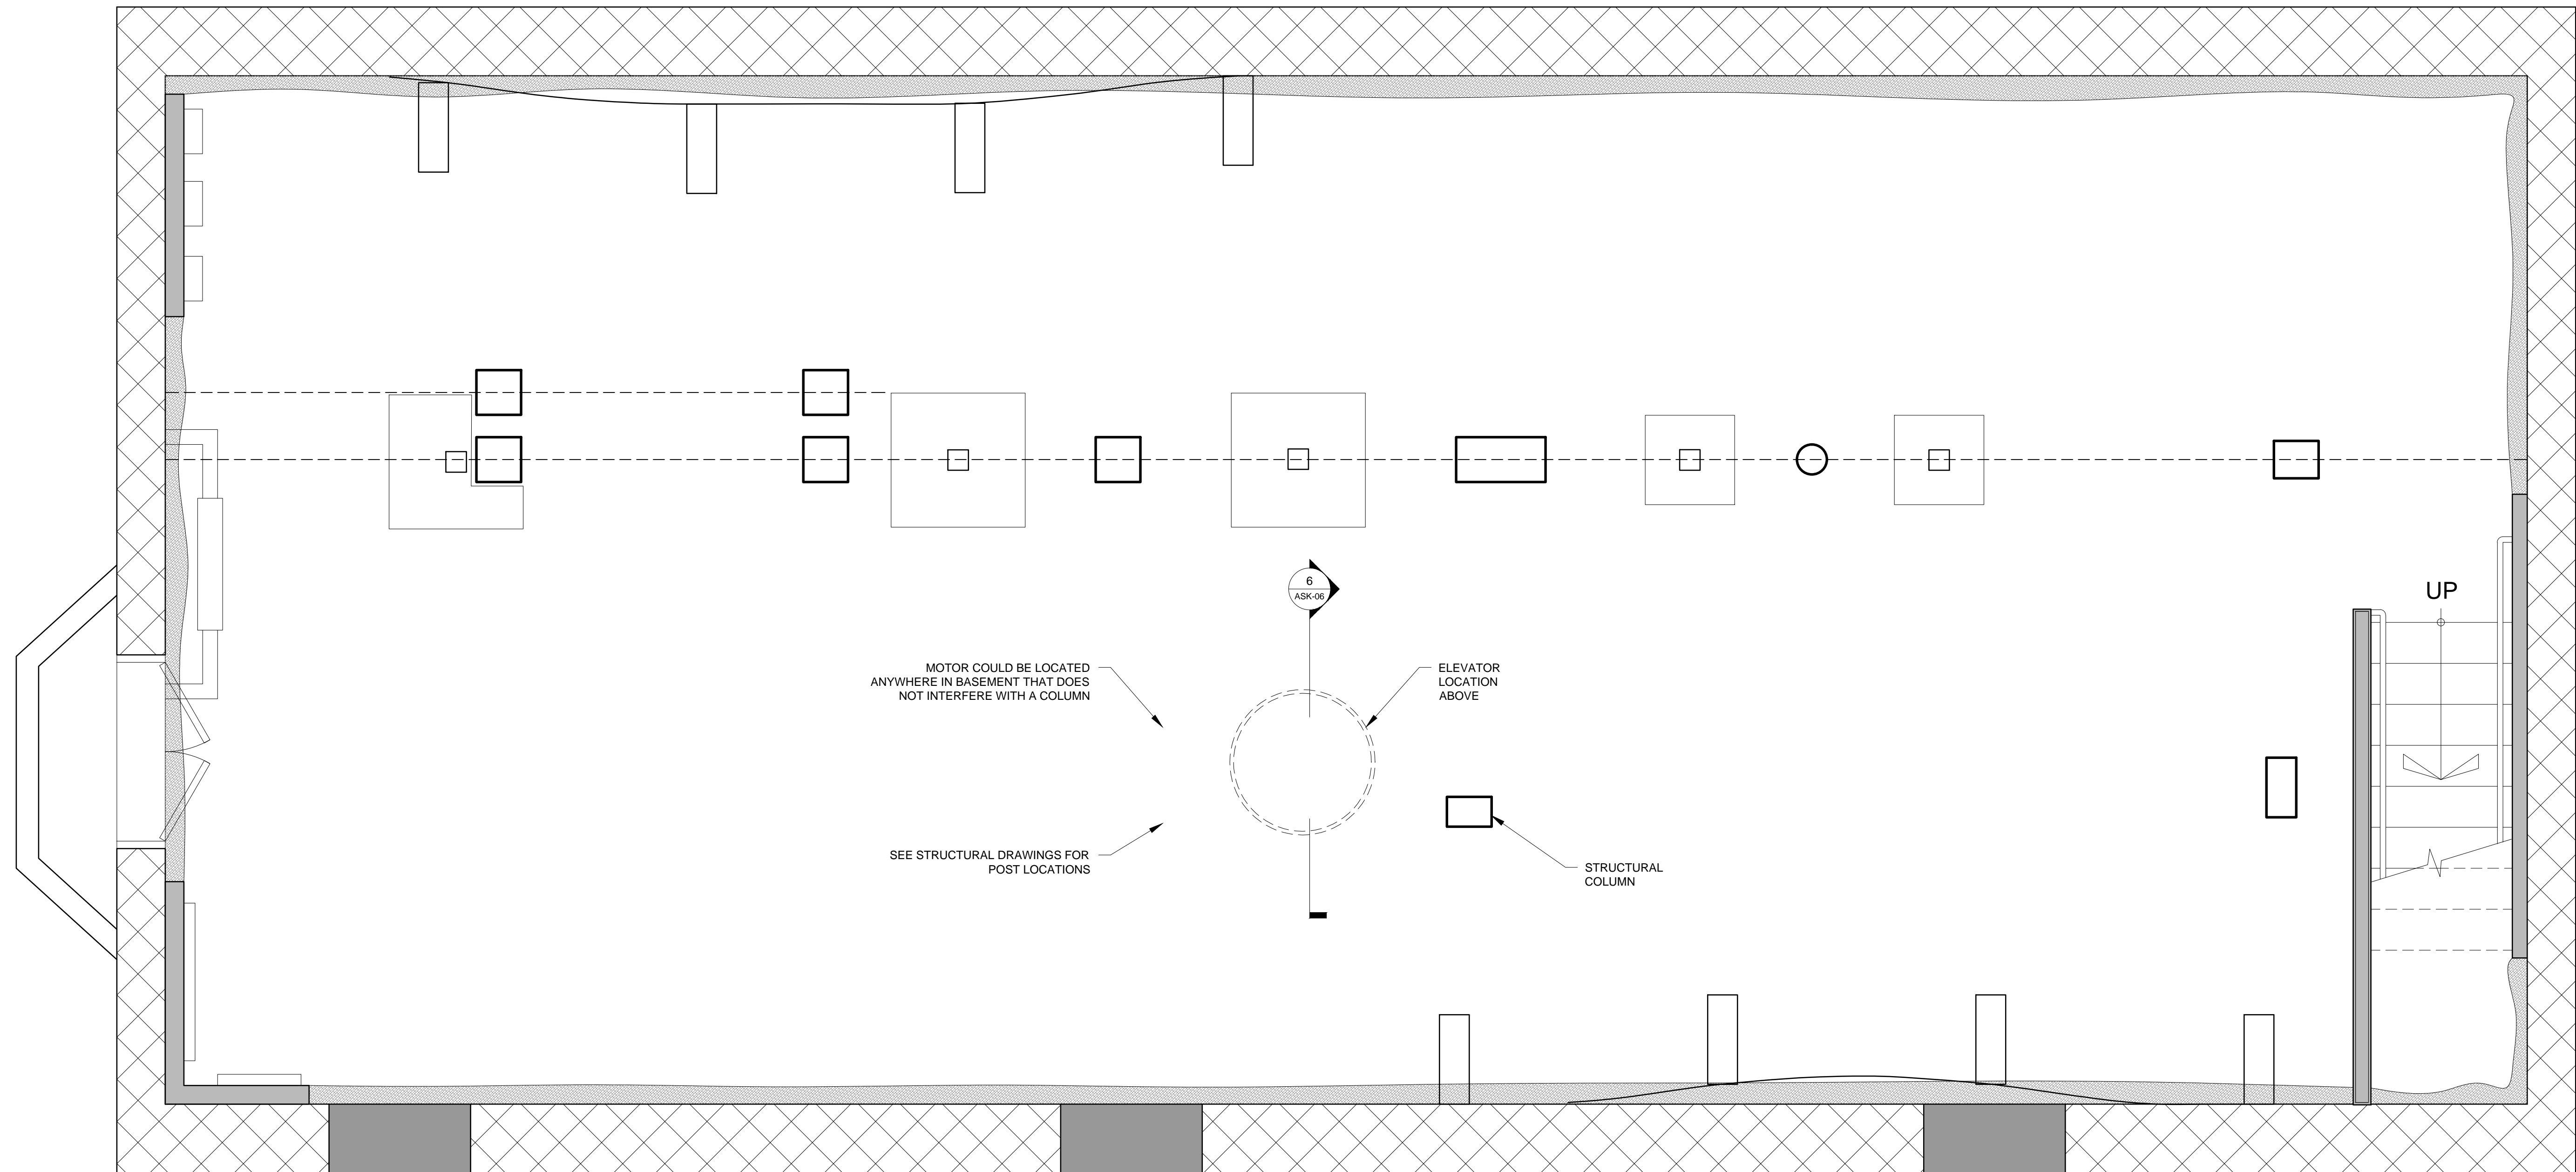 6
ASK-06
UP
MOTOR COULD BE LOCATED
ANYWHERE IN BASEMENT THAT DOES
NOT INTERFERE WITH A COLUMN
ELEVATOR
LOCATION
ABOVE
SEE STRUCTURAL DRAWINGS FOR
POST LOCATIONS
STRUCTURAL
COLUMN